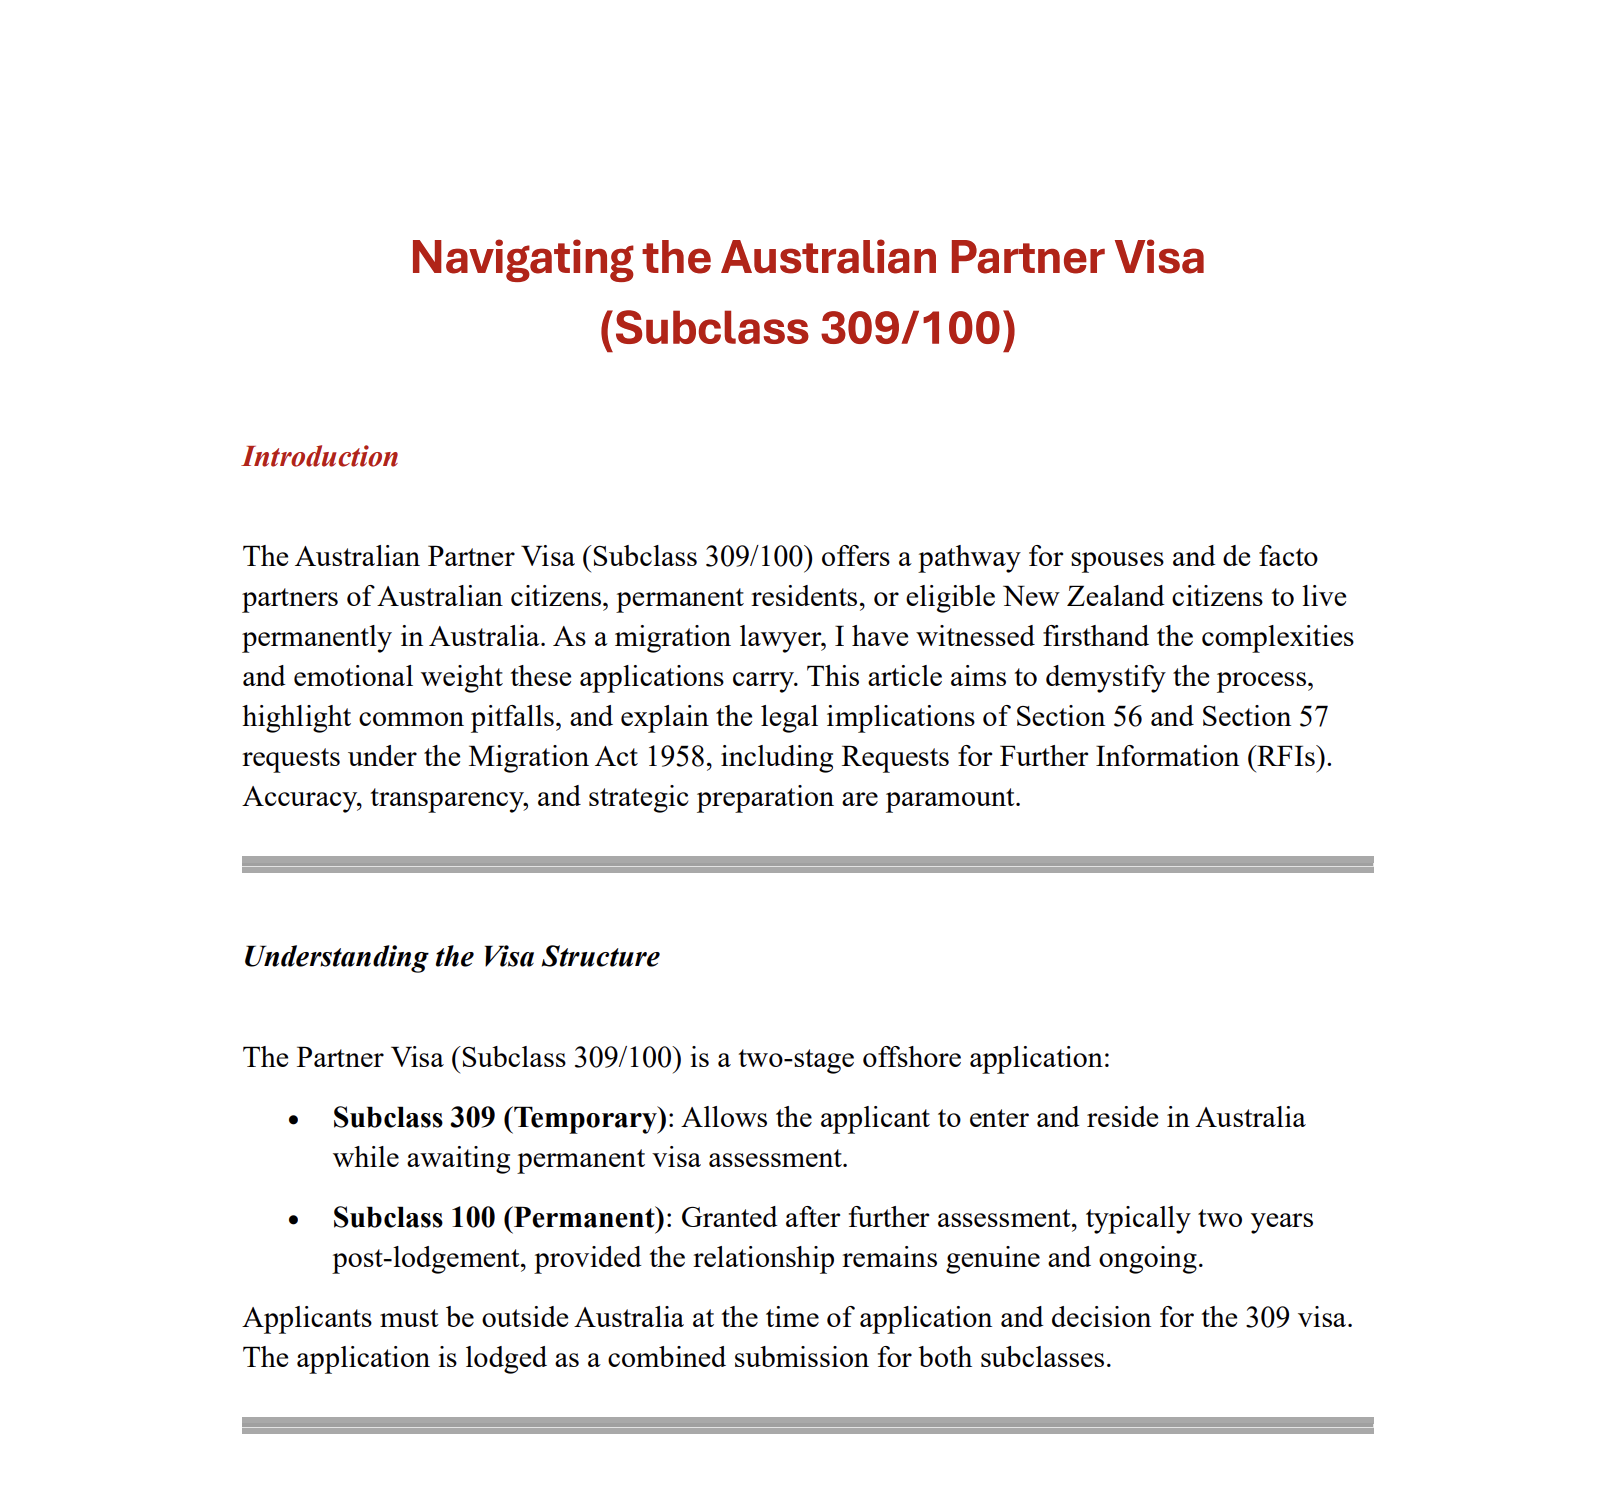 Navigating the Australian Partner Visa
(Subclass 309/100)
Introduction
The Australian Partner Visa (Subclass 309/100) offers a pathway for spouses and de facto
partners of Australian citizens, permanent residents, or eligible New Zealand citizens to live
permanently in Australia. As a migration lawyer, I have witnessed firsthand the complexities
and emotional weight these applications carry. This article aims to demystify the process,
highlight common pitfalls, and explain the legal implications of Section 56 and Section 57
requests under the Migration Act 1958, including Requests for Further Information (RFIs).
Accuracy, transparency, and strategic preparation are paramount.
Understanding the Visa Structure
The Partner Visa (Subclass 309/100) is a two-stage offshore application:
• Subclass 309 (Temporary): Allows the applicant to enter and reside in Australia
while awaiting permanent visa assessment.
• Subclass 100 (Permanent): Granted after further assessment, typically two years
post-lodgement, provided the relationship remains genuine and ongoing.
Applicants must be outside Australia at the time of application and decision for the 309 visa.
The application is lodged as a combined submission for both subclasses.